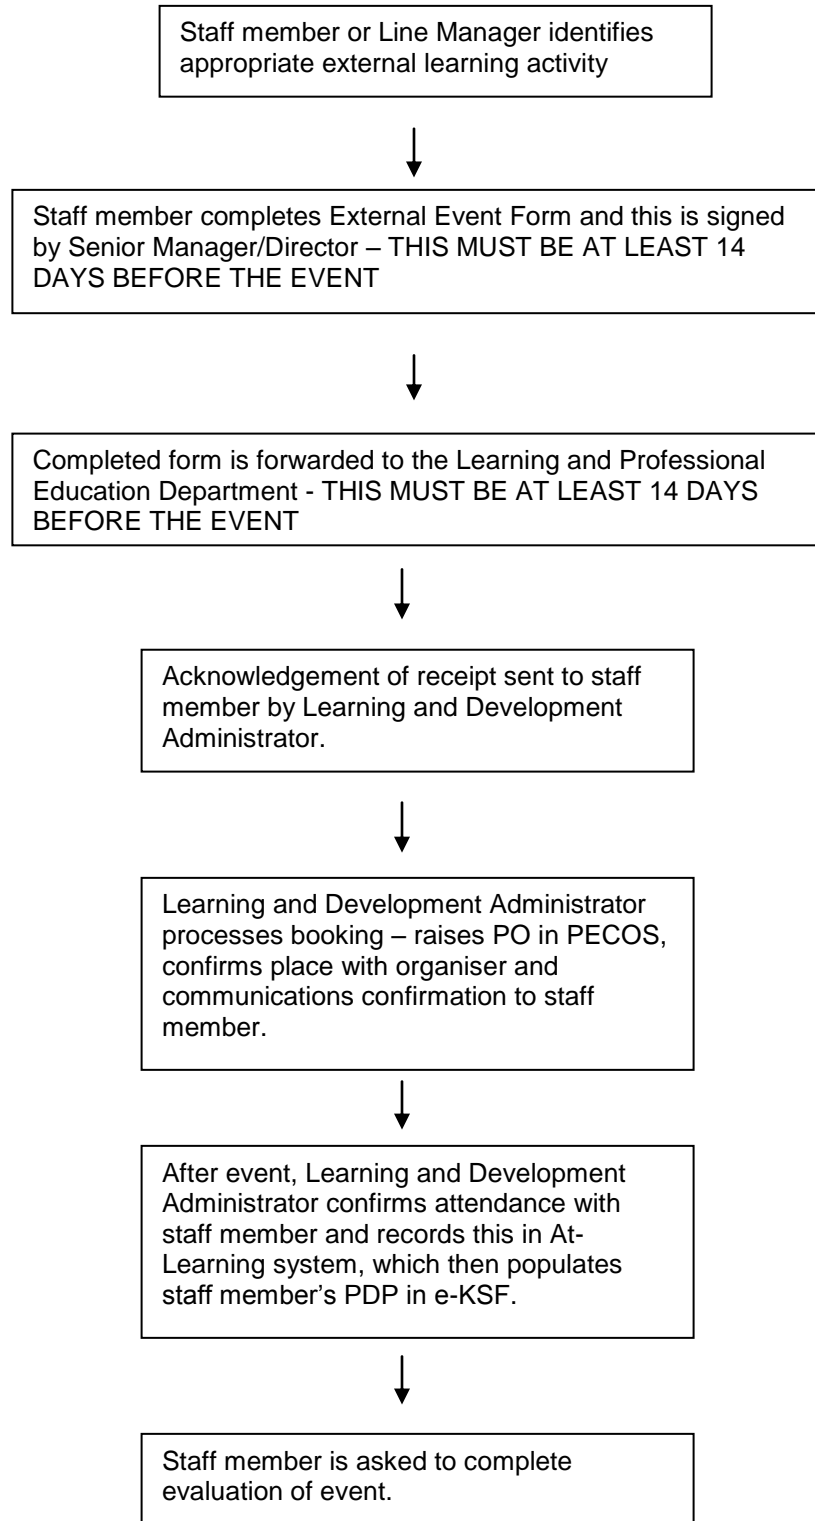 Staff member or Line Manager identifies
appropriate external learning activity
Staff member completes External Event Form and this is signed
by Senior Manager/Director – THIS MUST BE AT LEAST 14
DAYS BEFORE THE EVENT
Completed form is forwarded to the Learning and Professional
Education Department - THIS MUST BE AT LEAST 14 DAYS
BEFORE THE EVENT
Acknowledgement of receipt sent to staff
member by Learning and Development
Administrator.
Learning and Development Administrator
processes booking – raises PO in PECOS,
confirms place with organiser and
communications confirmation to staff
member.
After event, Learning and Development
Administrator confirms attendance with
staff member and records this in At-
Learning system, which then populates
staff member’s PDP in e-KSF.
Staff member is asked to complete
evaluation of event.